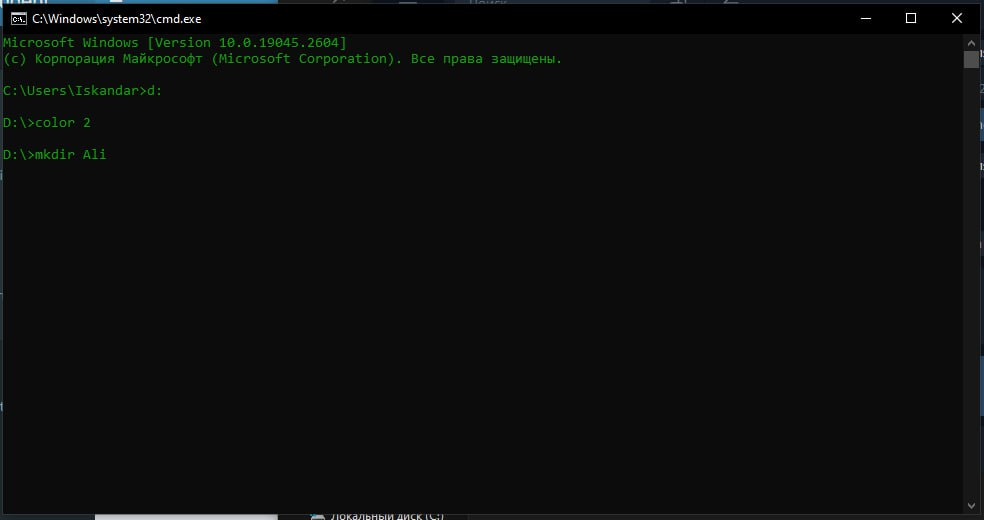 C:\Windows\system32\cmd.exe
Microsoft Windows [Version 10.0.19045.2604]
(c) Корпорация Майкрософт (Microsoft Corporation). Все права защищены.
C:\Users\Iskandar>d:
D:\>color 2
D:\>mkdir Ali
Локальный диск (C:)